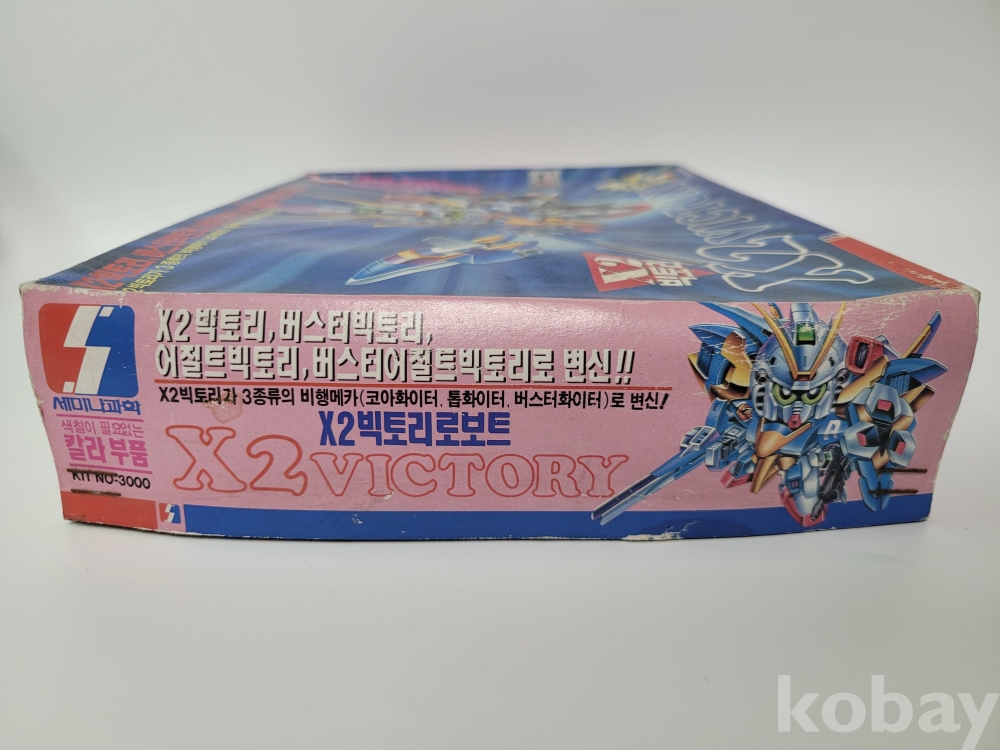 X2
X2 빅토리, 버스터빅토리,
어절트빅토리, 버스터어절트빅토리로 변신!!
X2빅토리가 3종류의 비행메카(코아화이터, 톱화이터, 버스터화이터)로 변신!
X2빅토리로보트
X2 VICTORY
세미나과학
색칠이 필요없는
칼라 부품
KIT NO-3000
kobay